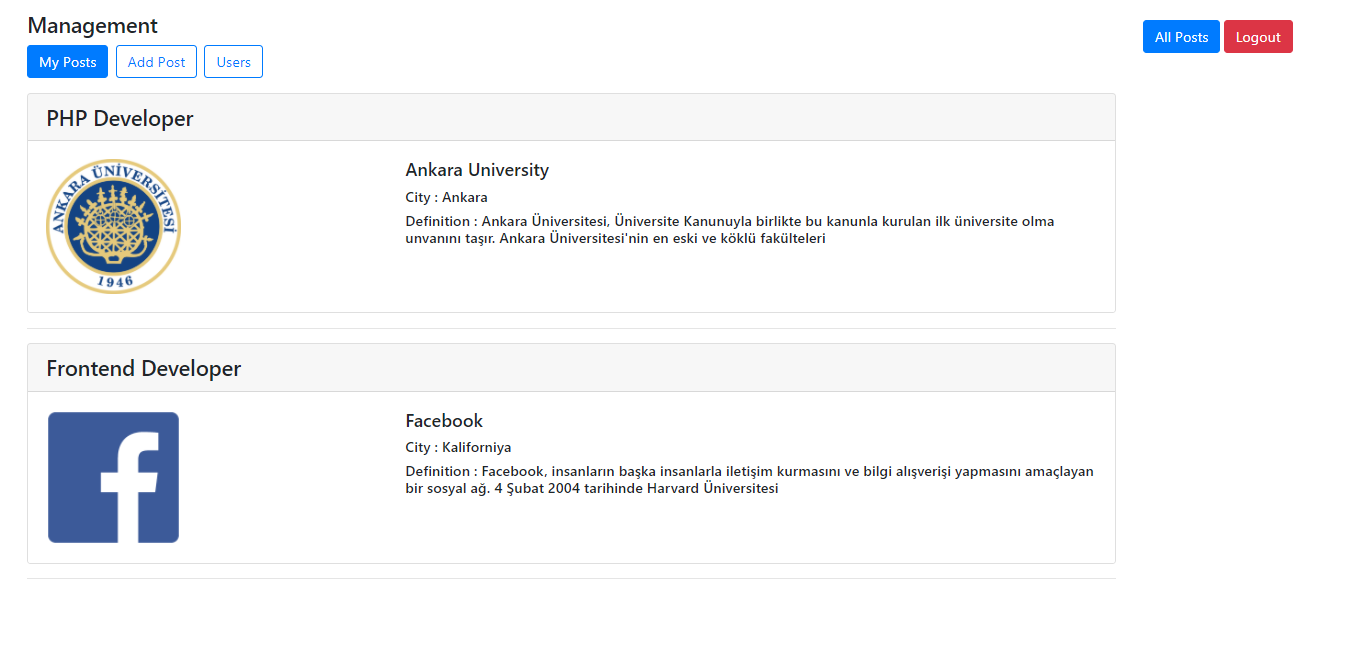 Management
All Posts Logout
My Posts Add Post Users
PHP Developer
ANKARA ÜNİVERSİTESİ
1946
Ankara University
City : Ankara
Definition : Ankara Üniversitesi, Üniversite Kanunuyla birlikte bu kanunla kurulan ilk üniversite olma
unvanını taşır. Ankara Üniversitesi'nin en eski ve köklü fakülteleri
Frontend Developer
f
Facebook
City : Kaliforniya
Definition : Facebook, insanların başka insanlarla iletişim kurmasını ve bilgi alışverişi yapmasını amaçlayan
bir sosyal ağ. 4 Şubat 2004 tarihinde Harvard Üniversitesi